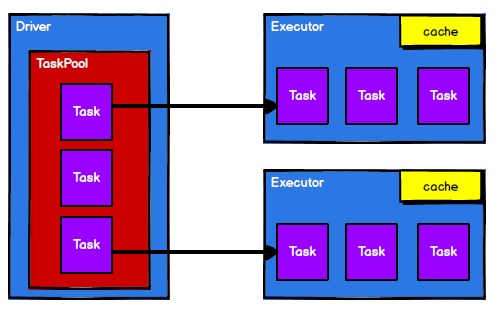 Driver
TaskPool
Task
Task
Task
Executor
cache
Task
Task
Task
Executor
cache
Task
Task
Task